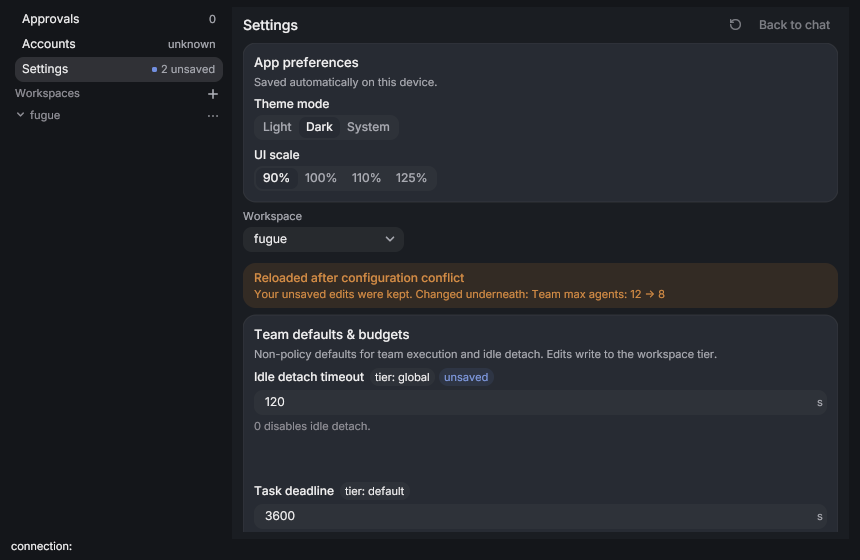 Approvals 0
Accounts unknown
Settings 2 unsaved
Workspaces +
fugue ...
Settings
Back to chat
App preferences
Saved automatically on this device.
Theme mode
Light Dark System
UI scale
90% 100% 110% 125%
Workspace
fugue
Reloaded after configuration conflict
Your unsaved edits were kept. Changed underneath: Team max agents: 12 → 8
Team defaults & budgets
Non-policy defaults for team execution and idle detach. Edits write to the workspace tier.
Idle detach timeout tier: global unsaved
120 s
0 disables idle detach.
Task deadline tier: default
3600 s
connection: